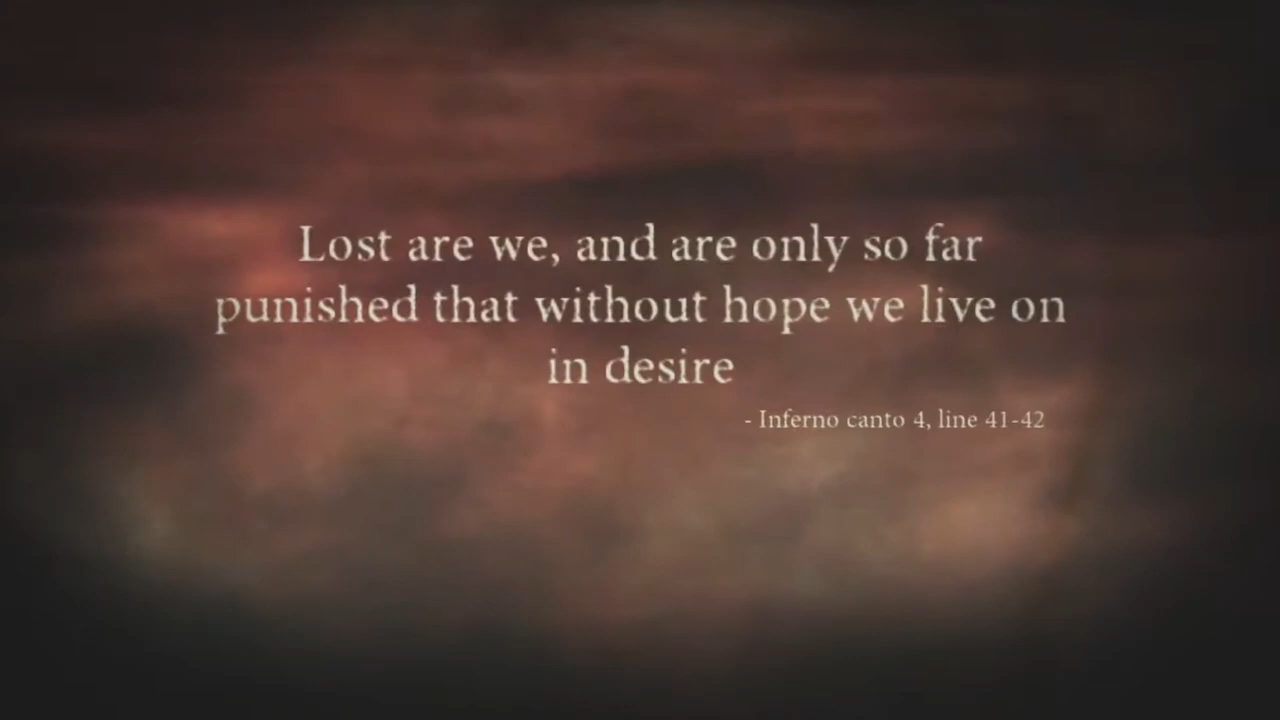 Lost are we, and are only so far
punished that without hope we live on
in desire
- Inferno canto 4, line 41-42